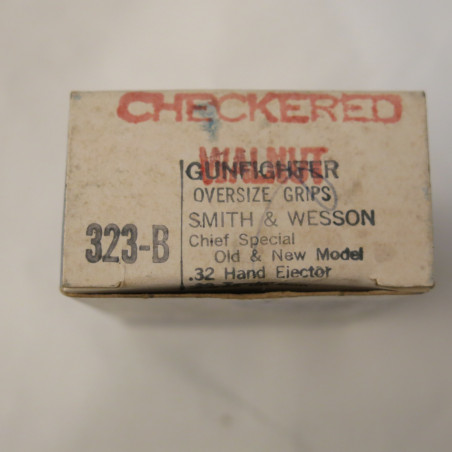 CHECKERED
WALNUT
GUNFIGHTER
OVERSIZE GRIPS
323-B
SMITH & WESSON
Chief Special
Old & New Model
.32 Hand Ejector